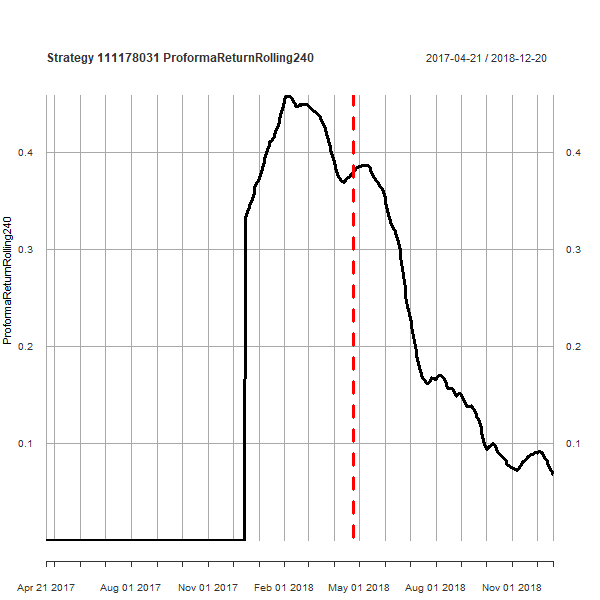 Strategy 111178031 ProformaReturnRolling240
2017-04-21 / 2018-12-20
0.4
0.4
0.3
0.3
0.2
0.2
0.1
0.1
ProformaReturnRolling240
Apr 21 2017
Aug 01 2017
Nov 01 2017
Feb 01 2018
May 01 2018
Aug 01 2018
Nov 01 2018